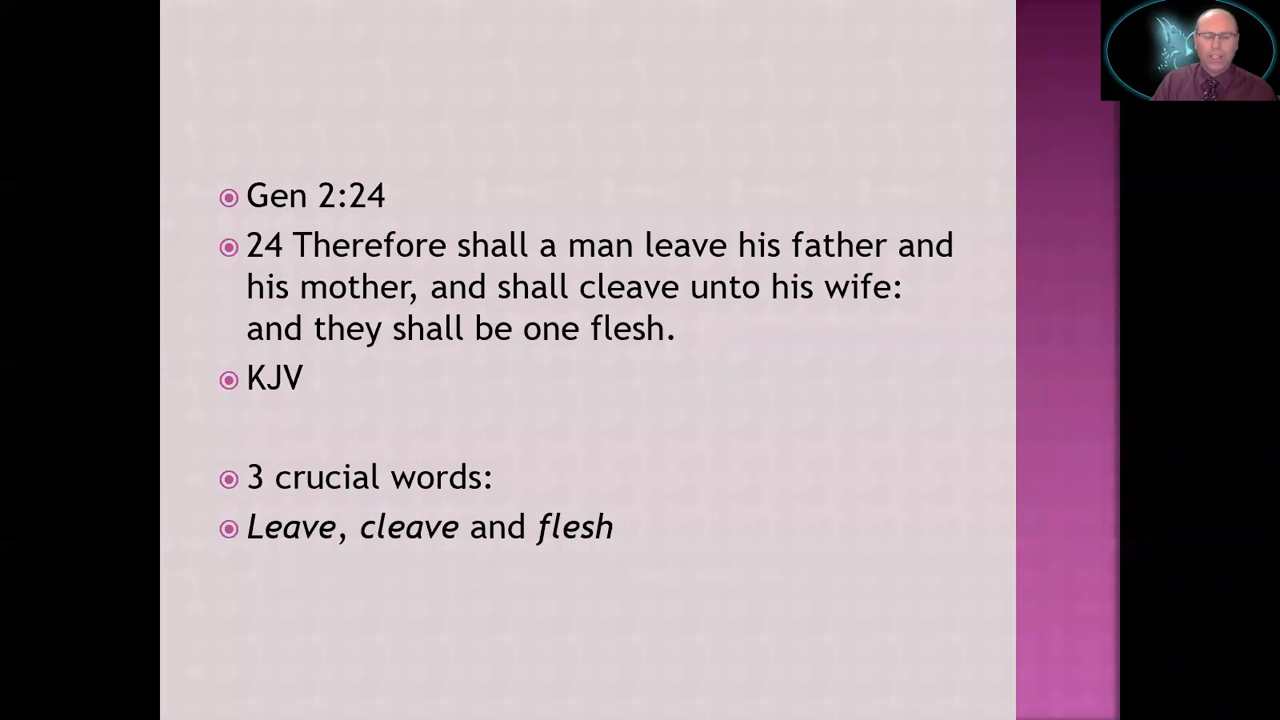 Gen 2:24
24 Therefore shall a man leave his father and
his mother, and shall cleave unto his wife:
and they shall be one flesh.
KJV
3 crucial words:
Leave, cleave and flesh